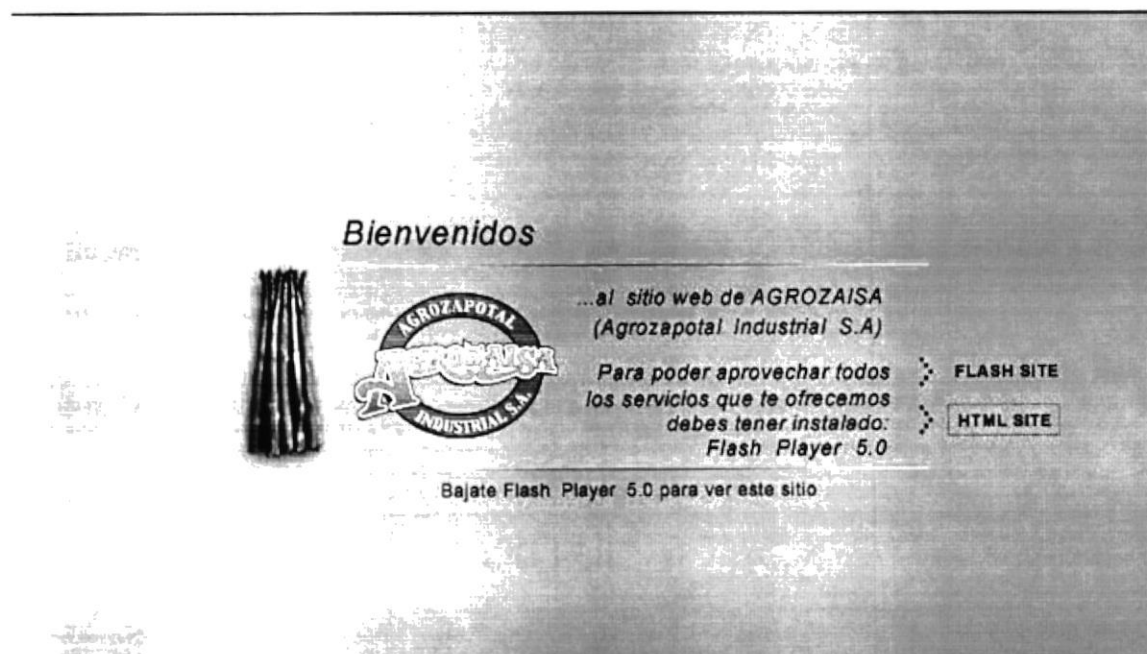 Bienvenidos
...al sitio web de AGROZAISA
(Agrozapotal Industrial S.A)
AGROZAPOTAL
AGROZAISA
INDUSTRIAL S.A.
Para poder aprovechar todos
los servicios que te ofrecemos
debes tener instalado:
Flash Player 5.0
FLASH SITE
HTML SITE
Bajate Flash Player 5.0 para ver este sitio